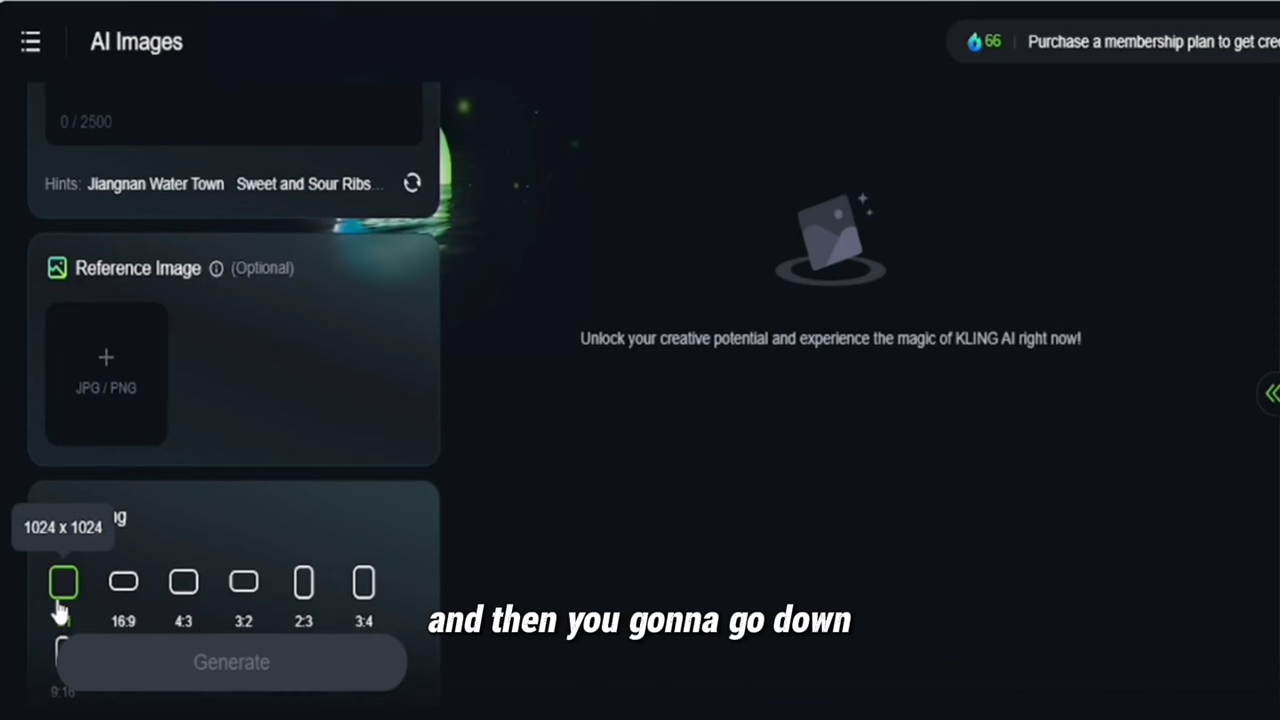 AI Images
66
Purchase a membership plan to get cre
0 / 2500
Hints: Jiangnan Water Town Sweet and Sour Ribs...
Reference Image (Optional)
JPG / PNG
Unlock your creative potential and experience the magic of KLING AI right now!
1024 x 1024
16:9 4:3 3:2 2:3 3:4
and then you gonna go down
Generate
9:16